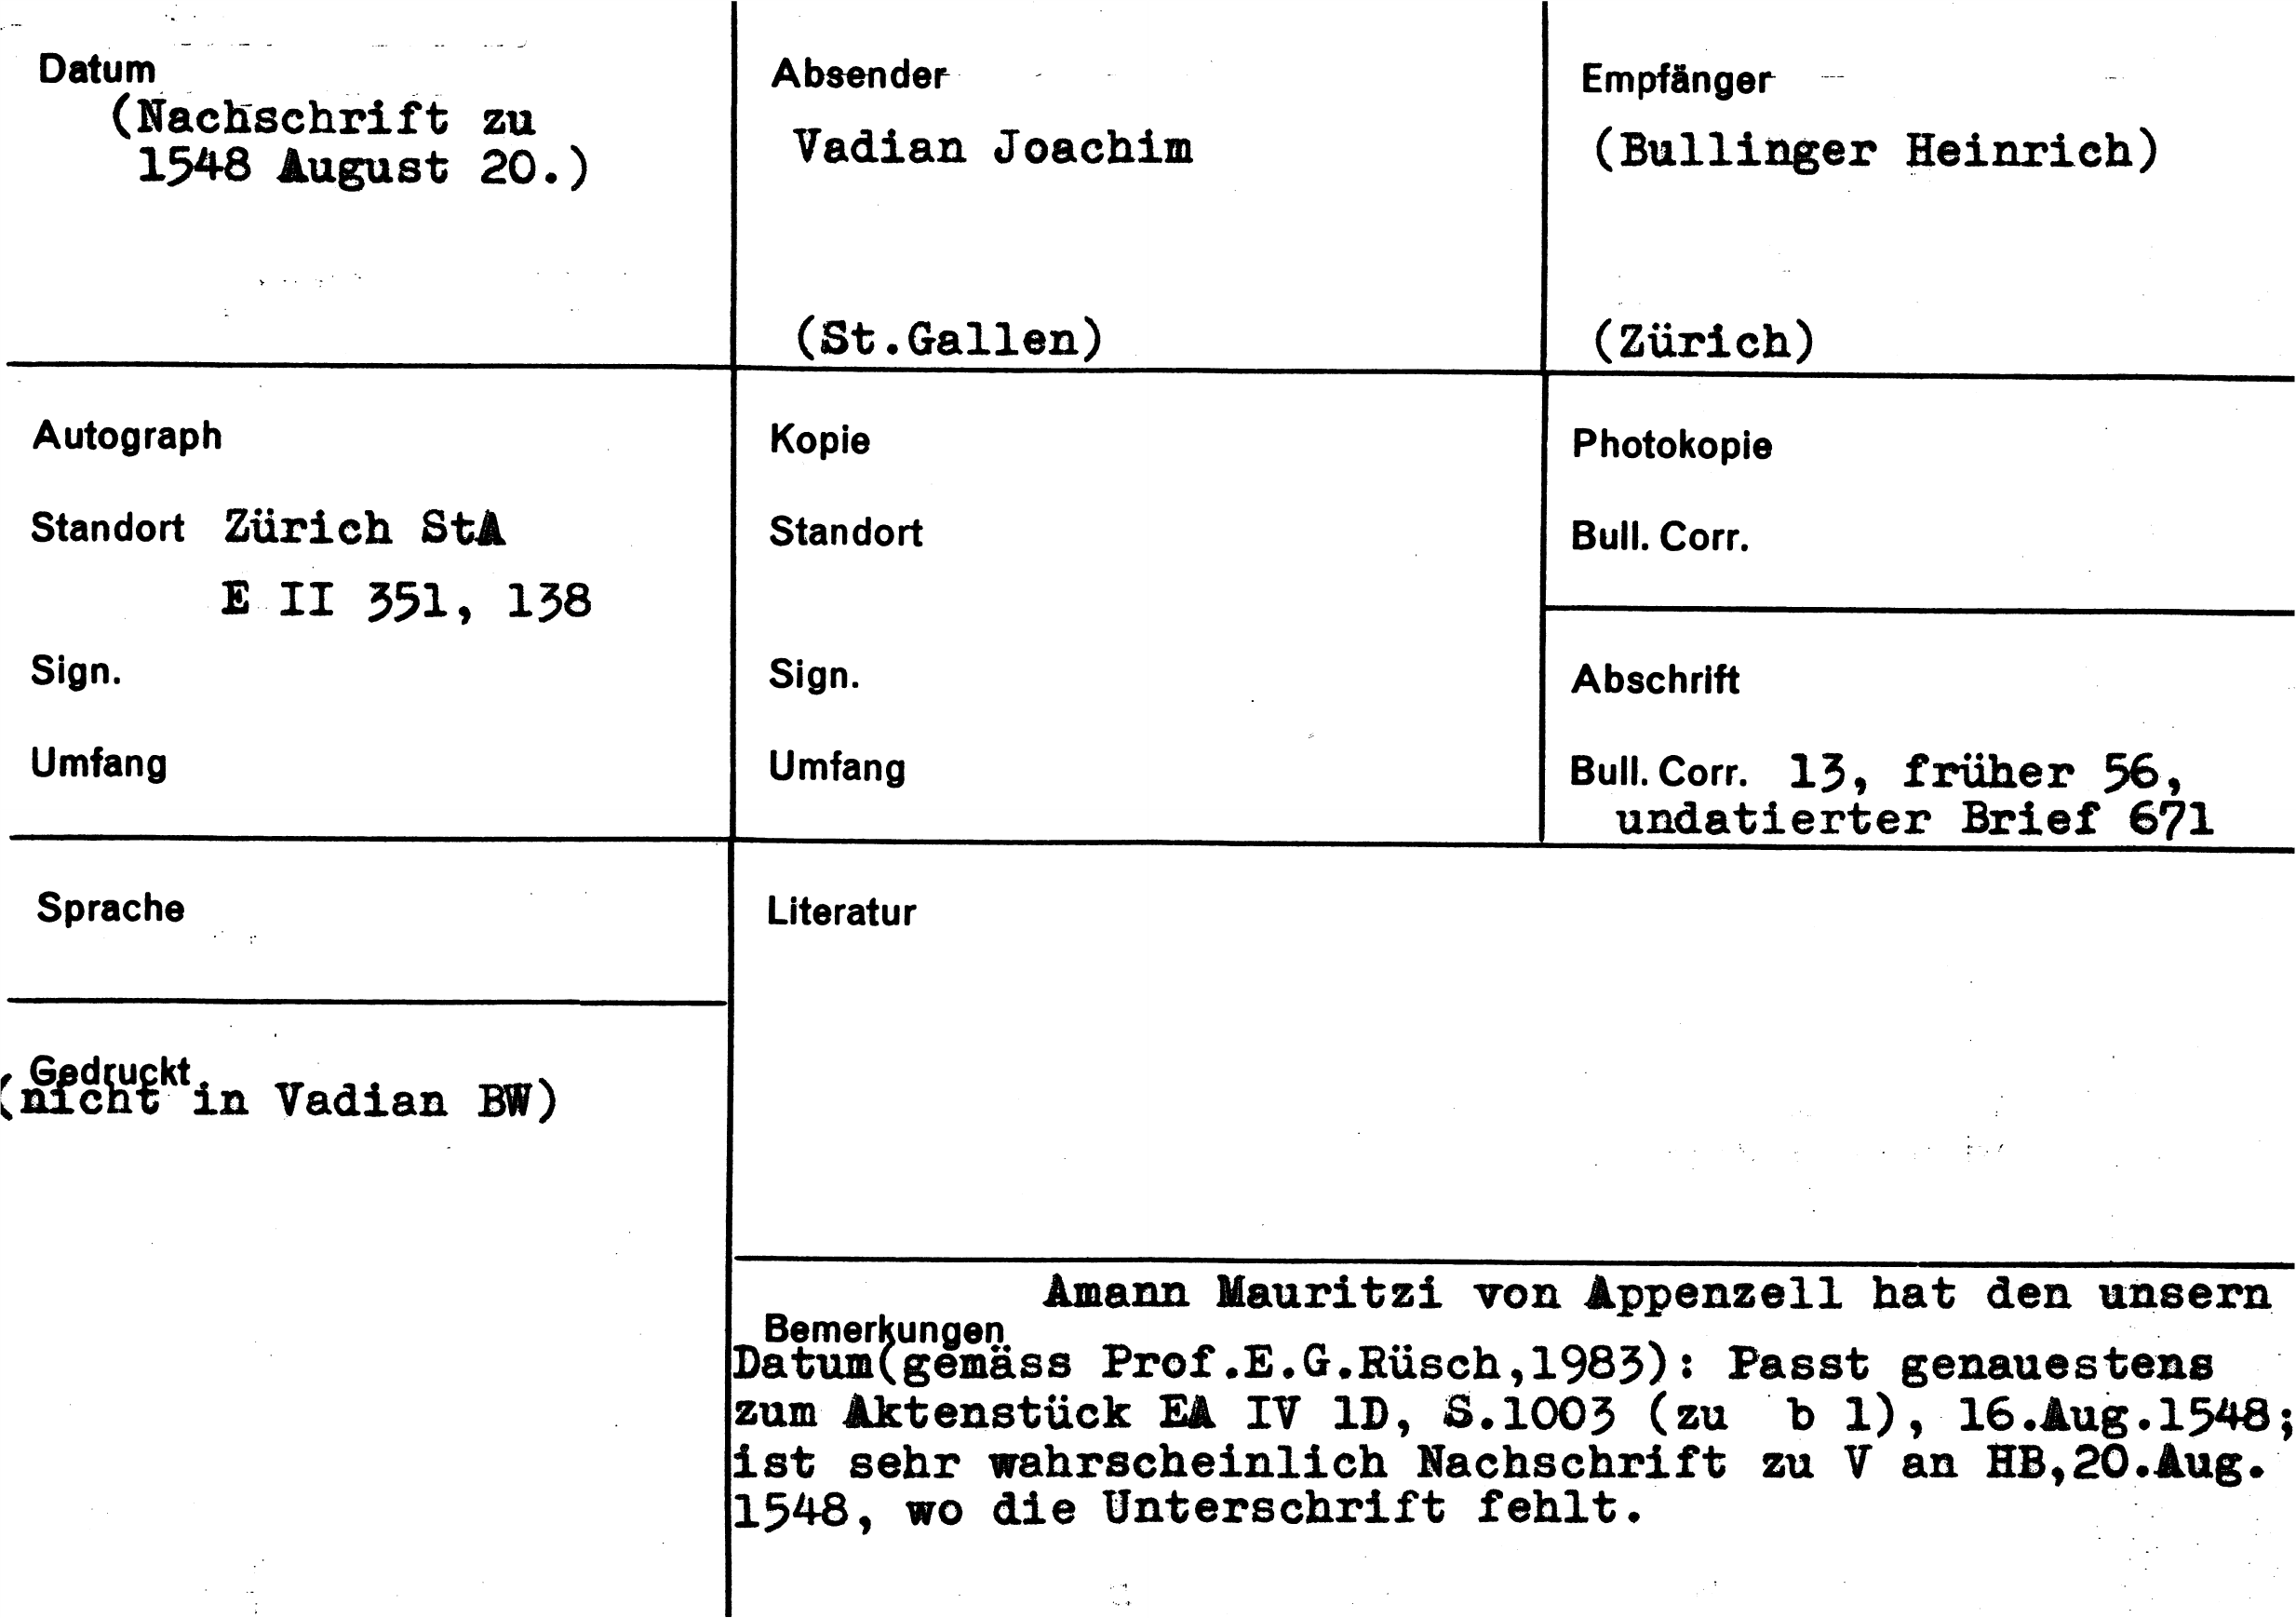 Datum
(Nachschrift zu
1548 August 20.)
Absender
Vadian Joachim
(St.Gallen)
Empfänger
(Bullinger Heinrich)
(Zürich)
Autograph
Standort Zürich StA
E II 351, 138
Sign.
Umfang
Kopie
Standort
Sign.
Umfang
Photokopie
Bull. Corr.
Abschrift
Bull. Corr. 13, früher 56,
undatierter Brief 671
Sprache
Gedruckt
(nicht in Vadian BW)
Literatur
Amann Mauritzi von Appenzell hat den unsern
Bemerkungen
Datum(gemäss Prof.E.G.Rüsch,1983): Passt genauestens
zum Aktenstück EA IV 1D, S.1003 (zu b 1), 16.Aug.1548;
ist sehr wahrscheinlich Nachschrift zu V an HB,20.Aug.
1548, wo die Unterschrift fehlt.